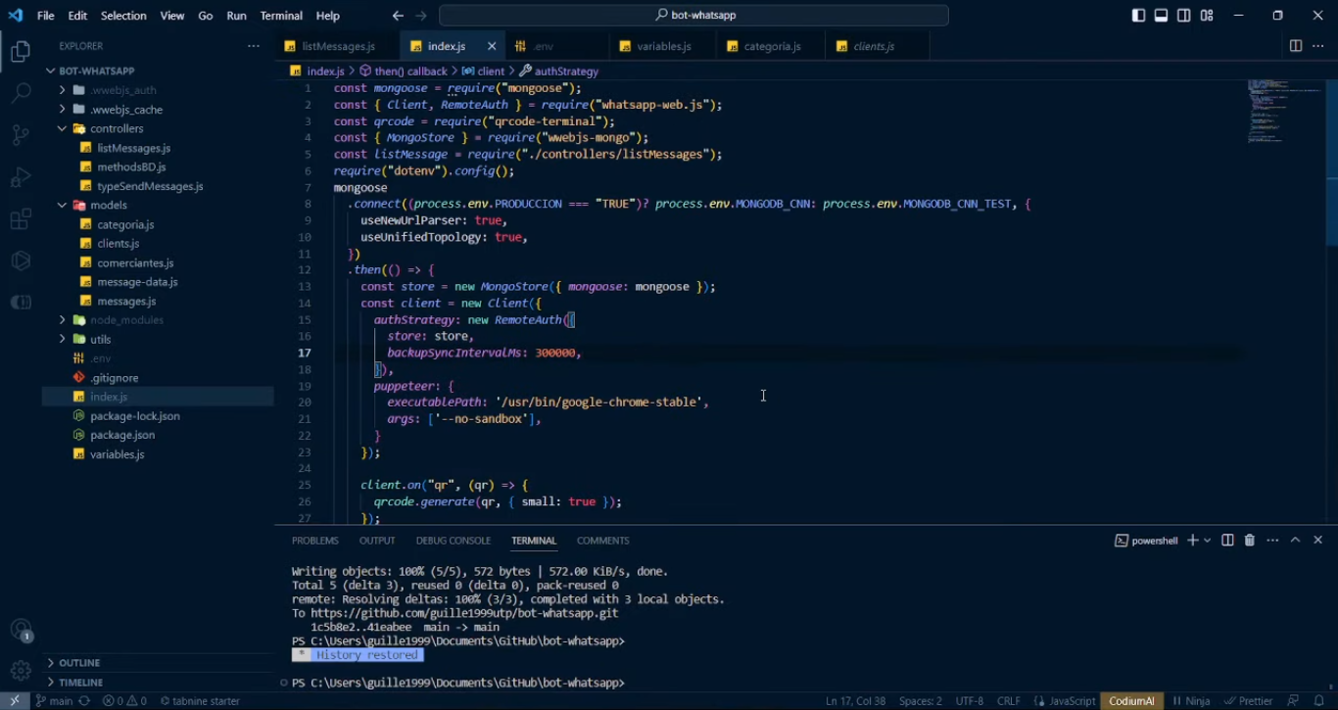 File Edit Selection View Go Run Terminal Help
bot-whatsapp
EXPLORER
BOT-WHATSAPP
.wwebjs_auth
.wwebjs_cache
controllers
listMessages.js
methodsBD.js
typeSendMessages.js
models
categoria.js
clients.js
comerciantes.js
message-data.js
messages.js
node_modules
utils
.env
.gitignore
index.js
package-lock.json
package.json
variables.js
OUTLINE
TIMELINE
listMessages.js index.js .env variables.js categoria.js clients.js
index.js > then() callback > client > authStrategy
1 const mongoose = require("mongoose");
2 const { Client, RemoteAuth } = require("whatsapp-web.js");
3 const qrcode = require("qrcode-terminal");
4 const { MongoStore } = require("wwebjs-mongo");
5 const listMessage = require("./controllers/listMessages");
6 require("dotenv").config();
7 mongoose
8 .connect((process.env.PRODUCCION === "TRUE")? process.env.MONGODB_CNN: process.env.MONGODB_CNN_TEST, {
9 useNewUrlParser: true,
10 useUnifiedTopology: true,
11 })
12 .then(() => {
13 const store = new MongoStore({ mongoose: mongoose });
14 const client = new Client({
15 authStrategy: new RemoteAuth({
16 store: store,
17 backupSyncIntervalMs: 300000,
18 }),
19 puppeteer: {
20 executablePath: '/usr/bin/google-chrome-stable',
21 args: ['--no-sandbox'],
22 }
23 });
24
25 client.on("qr", (qr) => {
26 qrcode.generate(qr, { small: true });
27 });
PROBLEMS OUTPUT DEBUG CONSOLE TERMINAL COMMENTS
powershell
Writing objects: 100% (5/5), 572 bytes | 572.00 KiB/s, done.
Total 5 (delta 3), reused 0 (delta 0), pack-reused 0
remote: Resolving deltas: 100% (3/3), completed with 3 local objects.
To https://github.com/guille1999utp/bot-whatsapp.git
1c5b8e2..41eabee main -> main
PS C:\Users\guille1999\Documents\GitHub\bot-whatsapp>
* History restored
PS C:\Users\guille1999\Documents\GitHub\bot-whatsapp>
1
main 0 0 tabnine starter Ln 17, Col 38 Spaces: 2 UTF-8 CRLF JavaScript CodiumAI Ninja Prettier